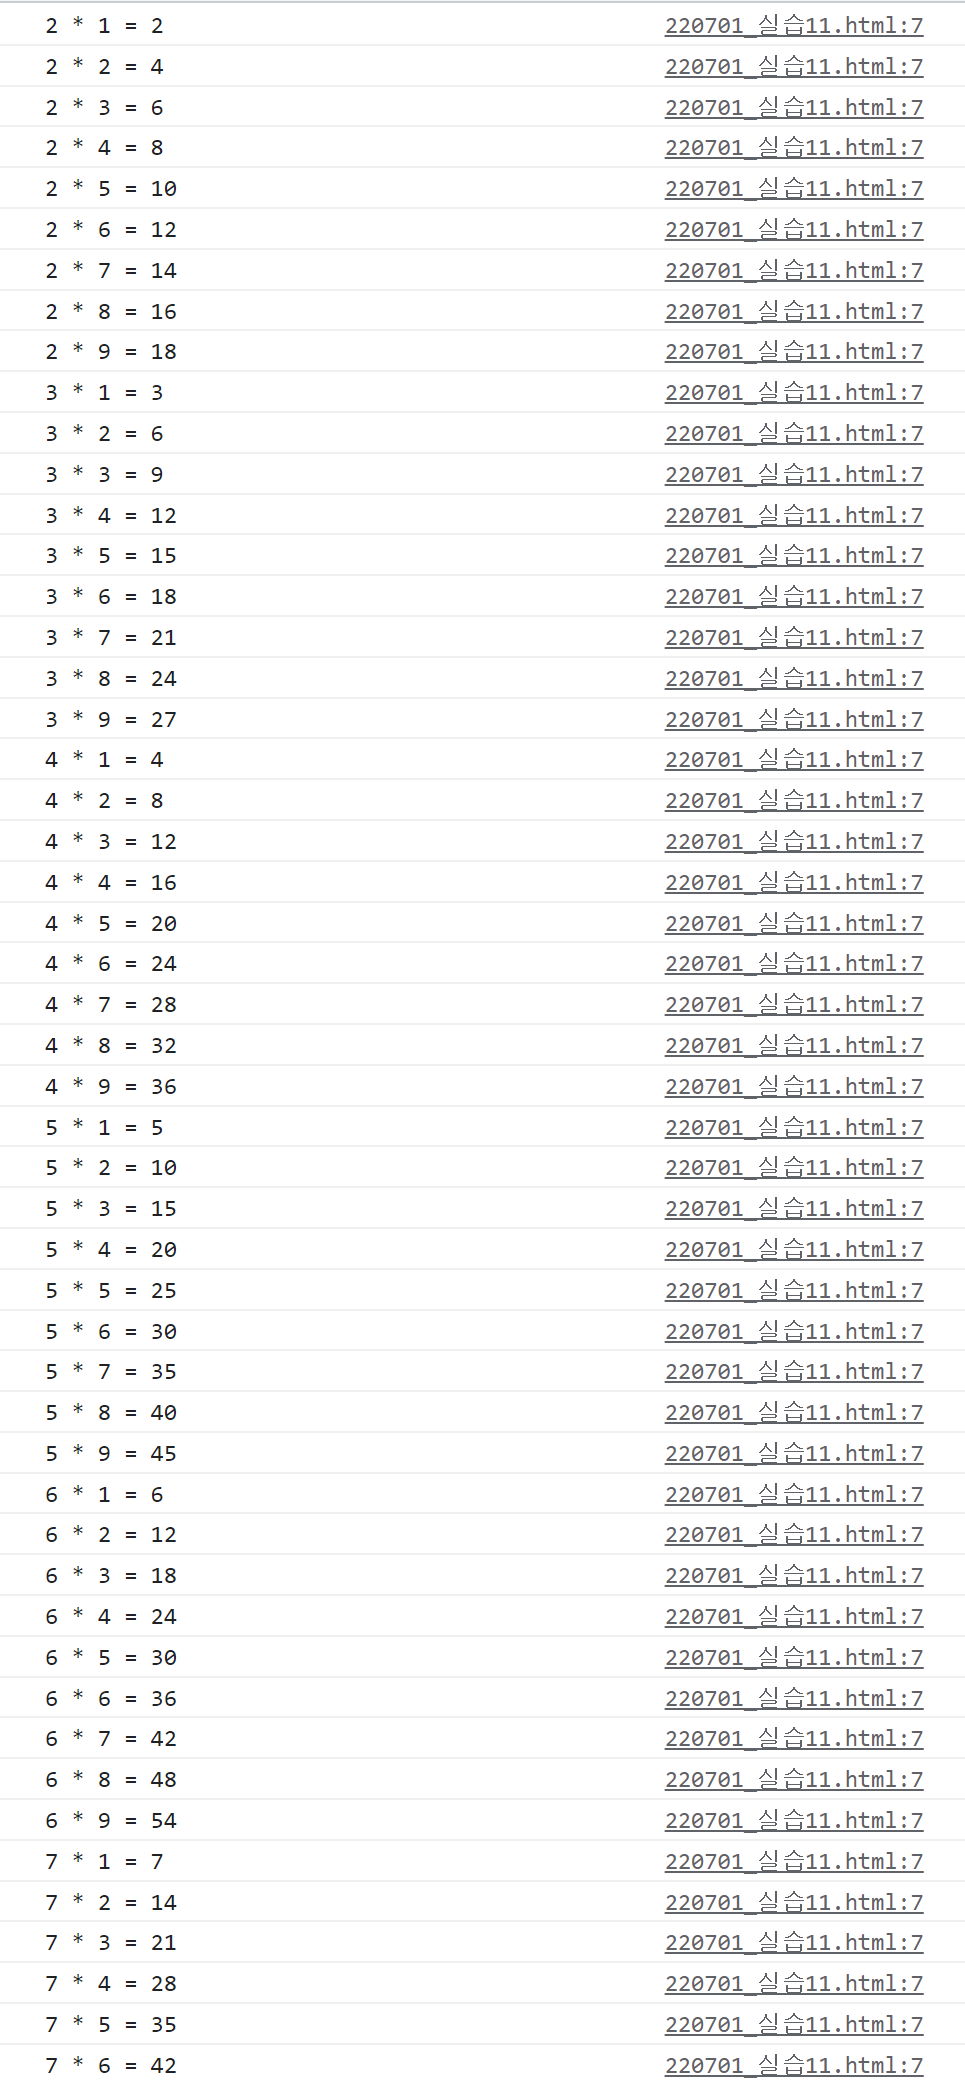 2 * 1 = 2 220701_실습11.html:7
2 * 2 = 4 220701_실습11.html:7
2 * 3 = 6 220701_실습11.html:7
2 * 4 = 8 220701_실습11.html:7
2 * 5 = 10 220701_실습11.html:7
2 * 6 = 12 220701_실습11.html:7
2 * 7 = 14 220701_실습11.html:7
2 * 8 = 16 220701_실습11.html:7
2 * 9 = 18 220701_실습11.html:7
3 * 1 = 3 220701_실습11.html:7
3 * 2 = 6 220701_실습11.html:7
3 * 3 = 9 220701_실습11.html:7
3 * 4 = 12 220701_실습11.html:7
3 * 5 = 15 220701_실습11.html:7
3 * 6 = 18 220701_실습11.html:7
3 * 7 = 21 220701_실습11.html:7
3 * 8 = 24 220701_실습11.html:7
3 * 9 = 27 220701_실습11.html:7
4 * 1 = 4 220701_실습11.html:7
4 * 2 = 8 220701_실습11.html:7
4 * 3 = 12 220701_실습11.html:7
4 * 4 = 16 220701_실습11.html:7
4 * 5 = 20 220701_실습11.html:7
4 * 6 = 24 220701_실습11.html:7
4 * 7 = 28 220701_실습11.html:7
4 * 8 = 32 220701_실습11.html:7
4 * 9 = 36 220701_실습11.html:7
5 * 1 = 5 220701_실습11.html:7
5 * 2 = 10 220701_실습11.html:7
5 * 3 = 15 220701_실습11.html:7
5 * 4 = 20 220701_실습11.html:7
5 * 5 = 25 220701_실습11.html:7
5 * 6 = 30 220701_실습11.html:7
5 * 7 = 35 220701_실습11.html:7
5 * 8 = 40 220701_실습11.html:7
5 * 9 = 45 220701_실습11.html:7
6 * 1 = 6 220701_실습11.html:7
6 * 2 = 12 220701_실습11.html:7
6 * 3 = 18 220701_실습11.html:7
6 * 4 = 24 220701_실습11.html:7
6 * 5 = 30 220701_실습11.html:7
6 * 6 = 36 220701_실습11.html:7
6 * 7 = 42 220701_실습11.html:7
6 * 8 = 48 220701_실습11.html:7
6 * 9 = 54 220701_실습11.html:7
7 * 1 = 7 220701_실습11.html:7
7 * 2 = 14 220701_실습11.html:7
7 * 3 = 21 220701_실습11.html:7
7 * 4 = 28 220701_실습11.html:7
7 * 5 = 35 220701_실습11.html:7
7 * 6 = 42 220701_실습11.html:7